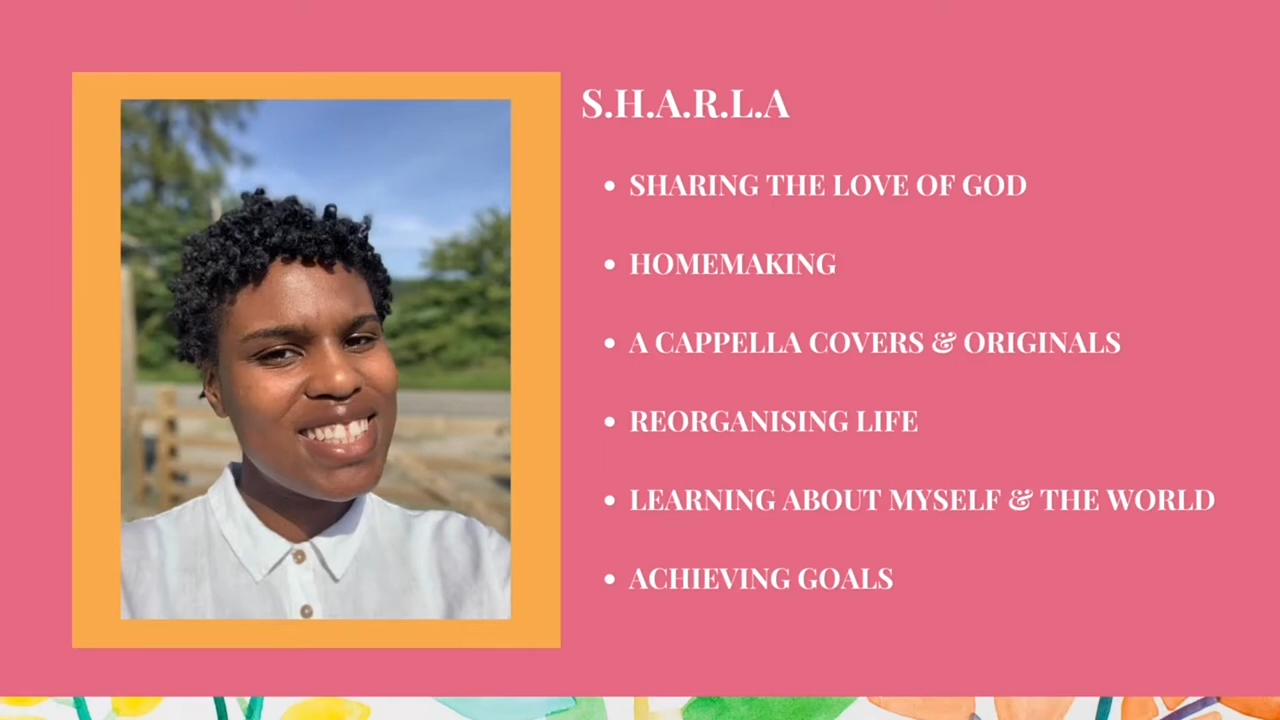 S.H.A.R.L.A
SHARING THE LOVE OF GOD
HOMEMAKING
A CAPPELLA COVERS & ORIGINALS
REORGANISING LIFE
LEARNING ABOUT MYSELF & THE WORLD
ACHIEVING GOALS